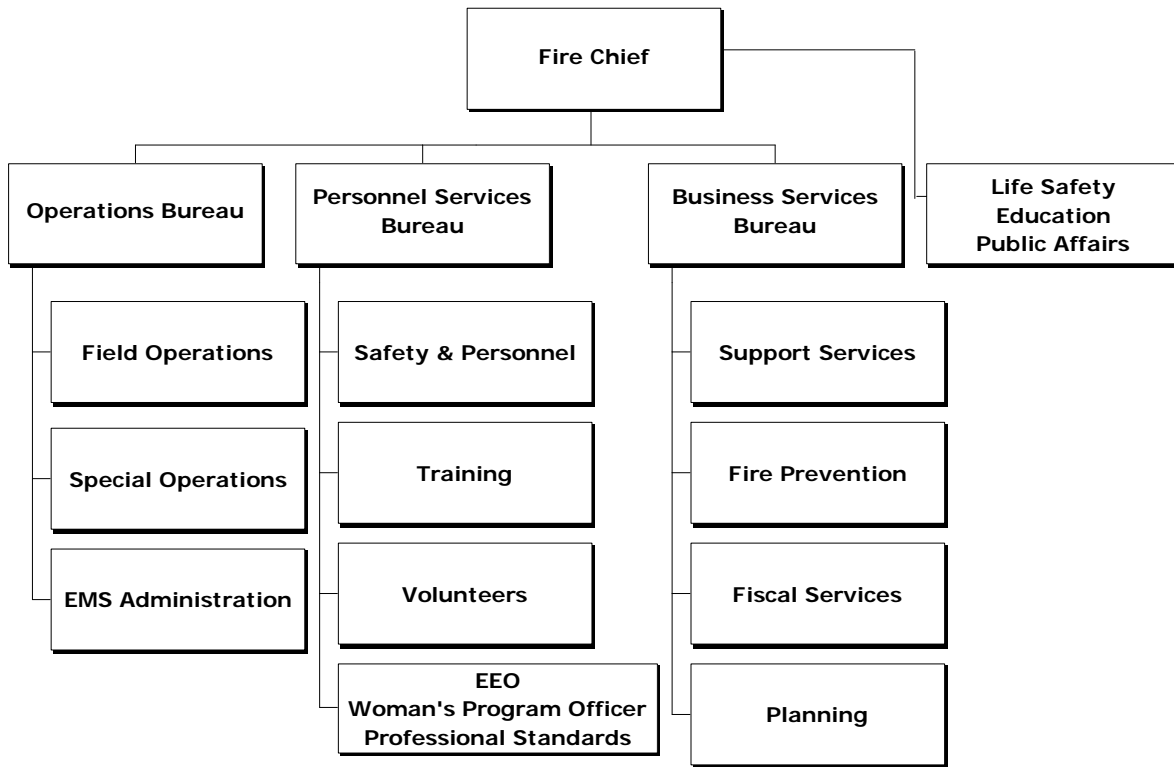 Fire Chief
Operations Bureau
Personnel Services
Bureau
Business Services
Bureau
Life Safety
Education
Public Affairs
Field Operations
Safety & Personnel
Support Services
Special Operations
Training
Fire Prevention
EMS Administration
Volunteers
Fiscal Services
EEO
Woman's Program Officer
Professional Standards
Planning